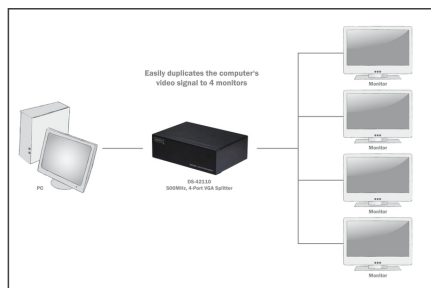 Easily duplicates the computer's
video signal to 4 monitors
PC
DS-42110
500MHz, 4-Port VGA Splitter
Monitor
Monitor
Monitor
Monitor